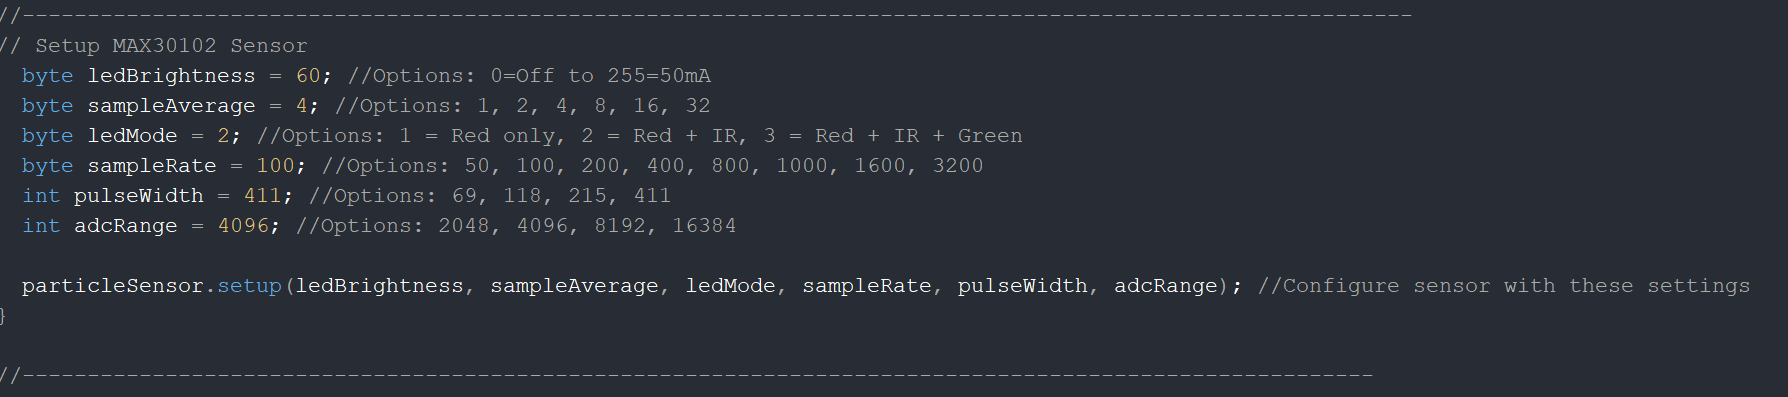 //-----------------------------------------------------------------------------------------------------------
// Setup MAX30102 Sensor
byte ledBrightness = 60; //Options: 0=Off to 255=50mA
byte sampleAverage = 4; //Options: 1, 2, 4, 8, 16, 32
byte ledMode = 2; //Options: 1 = Red only, 2 = Red + IR, 3 = Red + IR + Green
byte sampleRate = 100; //Options: 50, 100, 200, 400, 800, 1000, 1600, 3200
int pulseWidth = 411; //Options: 69, 118, 215, 411
int adcRange = 4096; //Options: 2048, 4096, 8192, 16384
particleSensor.setup(ledBrightness, sampleAverage, ledMode, sampleRate, pulseWidth, adcRange); //Configure sensor with these settings
}
//--------------------------------------------------------------------------------------------------------